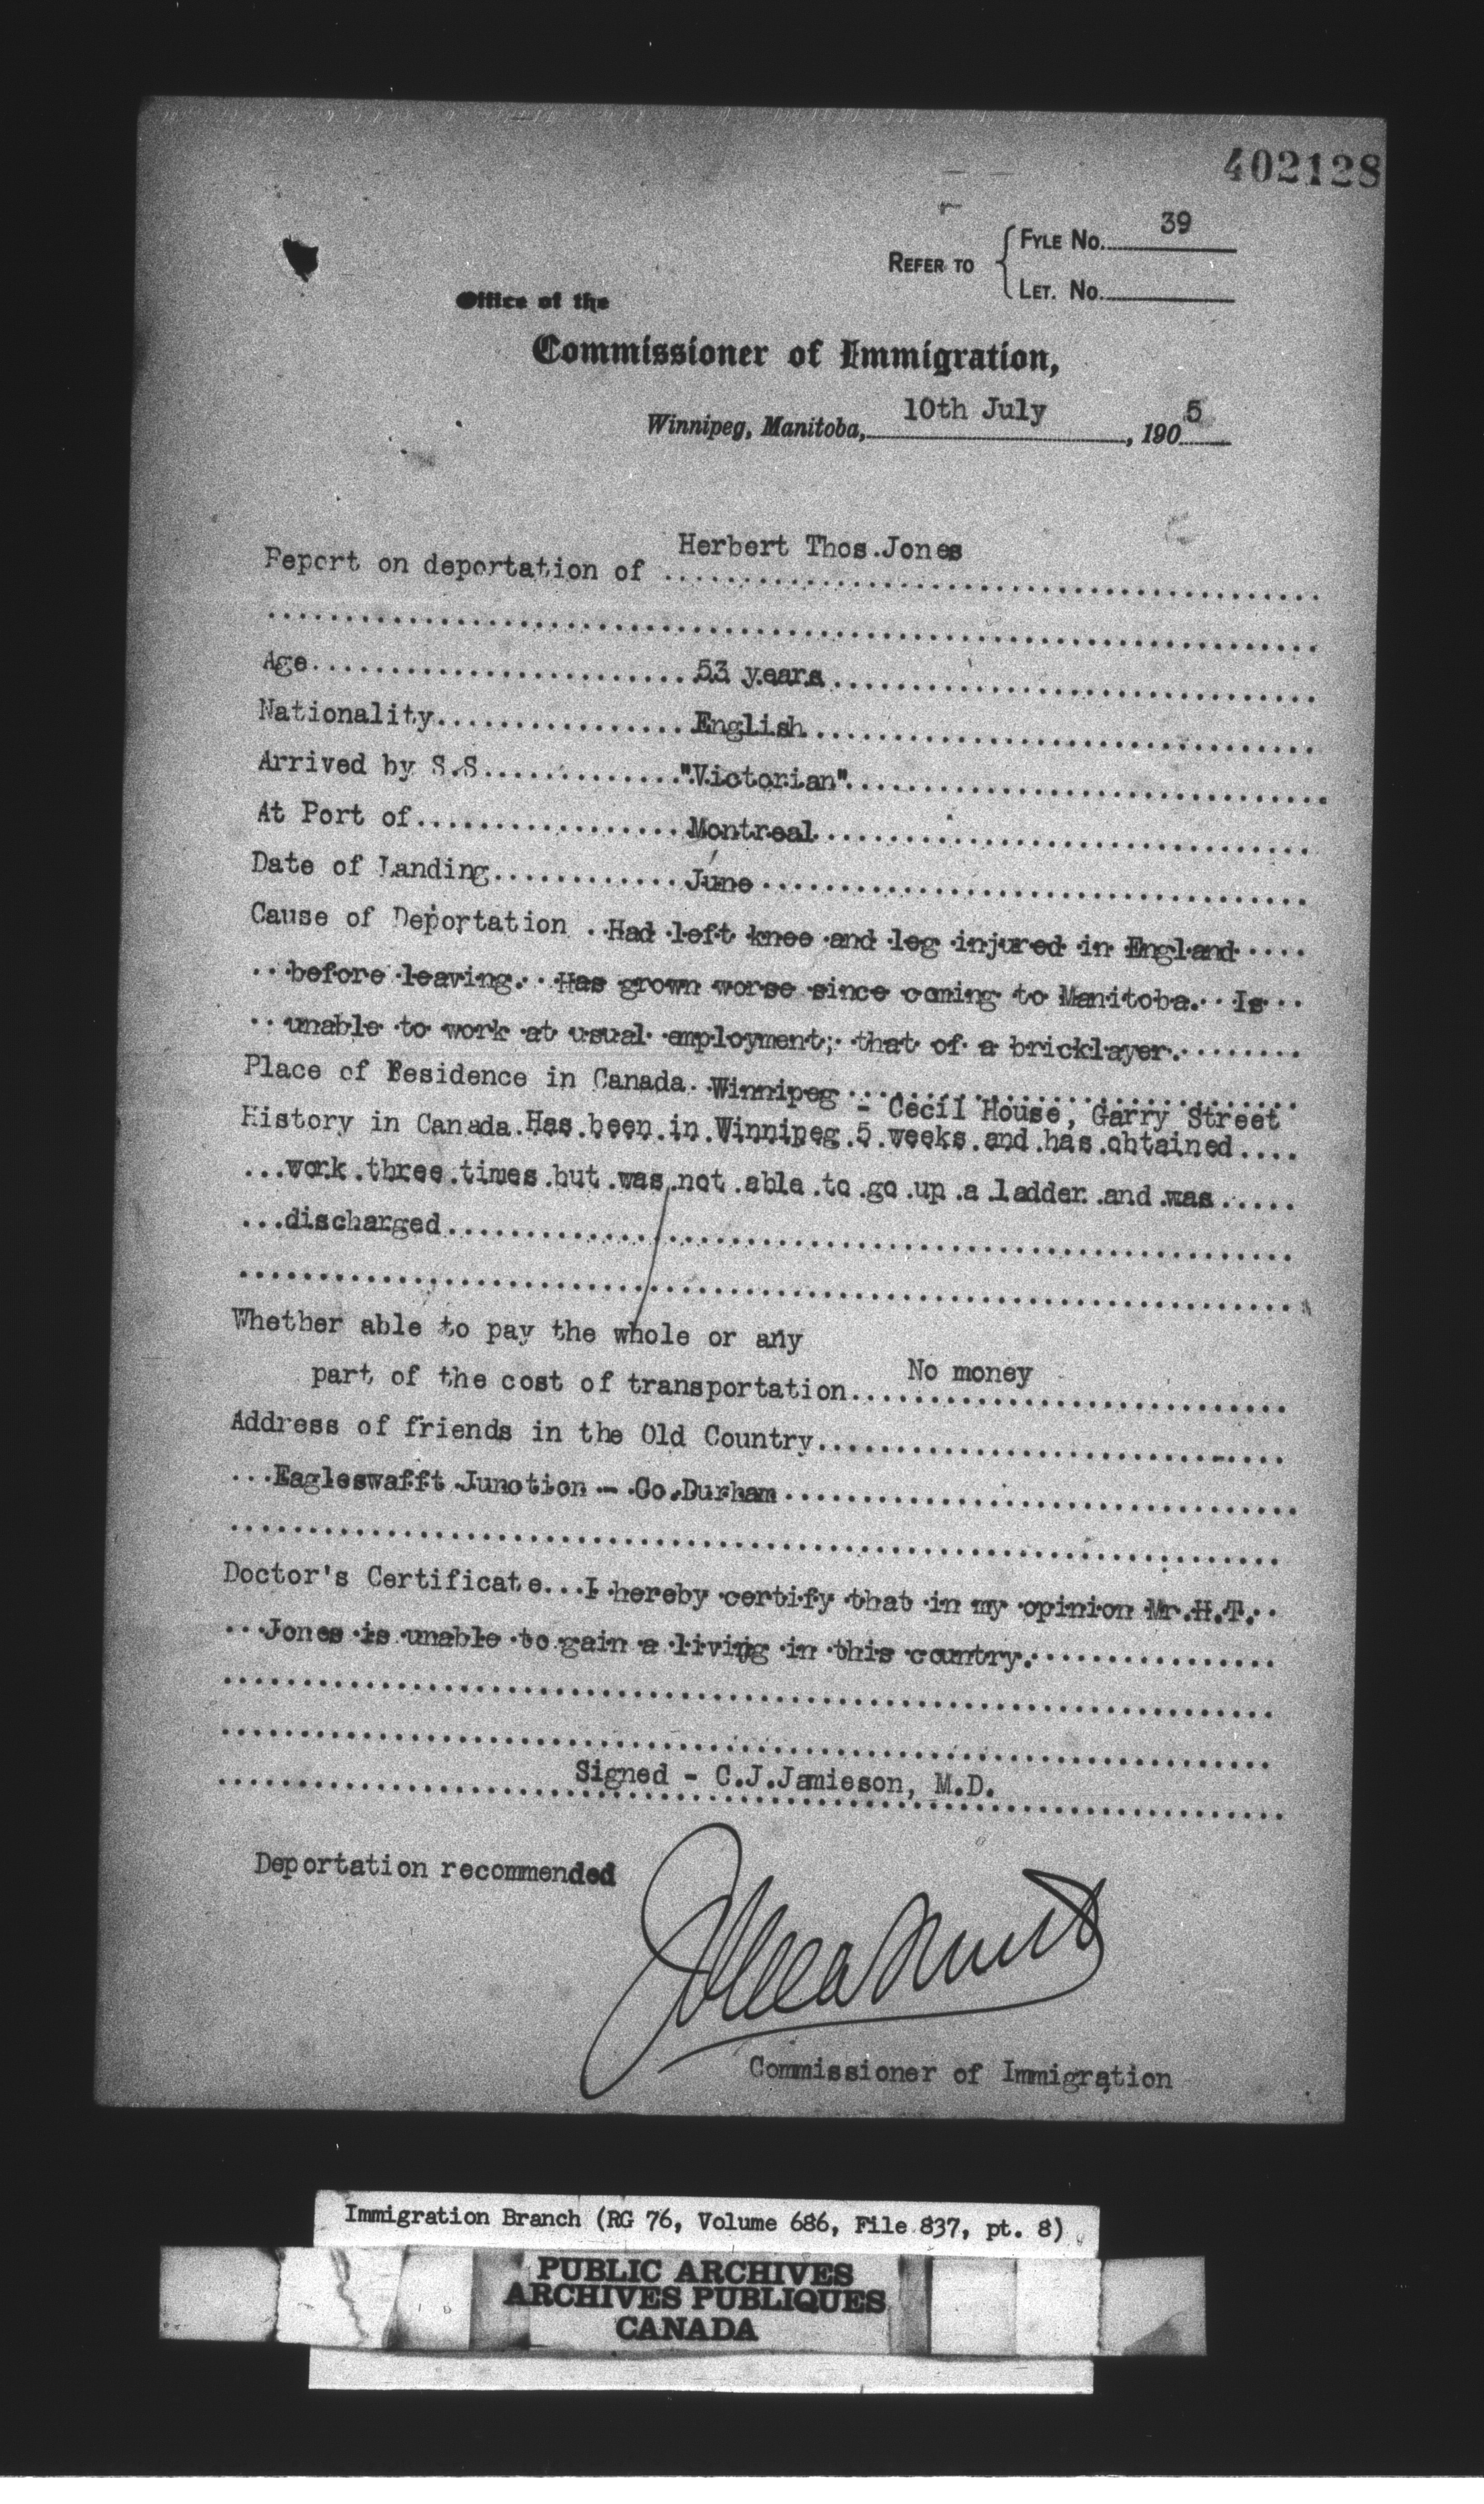 402128
REFER TO
FYLE No. 39
LET. No.
Office of the
Commissioner of Immigration,
Winnipeg, Manitoba, 10th July, 1905
Report on deportation of Herbert Thos.Jones
Age 53 years
Nationality English
Arrived by S.S. "Victorian"
At Port of Montreal
Date of Landing June
Cause of Deportation Had left knee and leg injured in England
before leaving. Has grown worse since coming to Manitoba. Is
unable to work at usual employment; that of a bricklayer.
Place of Residence in Canada Winnipeg - Cecil House, Garry Street
History in Canada Has been in Winnipeg 5 weeks and has obtained
work three times but was not able to go up a ladder and was
discharged
Whether able to pay the whole or any
part of the cost of transportation No money
Address of friends in the Old Country
Eagleswafft Junction - Co.Durham
Doctor's Certificate I hereby certify that in my opinion Mr.H.T.
Jones is unable to gain a living in this country.
Signed - C.J.Jamieson, M.D.
Deportation recommended
Commissioner of Immigration
Immigration Branch (RG 76, Volume 686, File 837, pt. 8)
PUBLIC ARCHIVES
ARCHIVES PUBLIQUES
CANADA